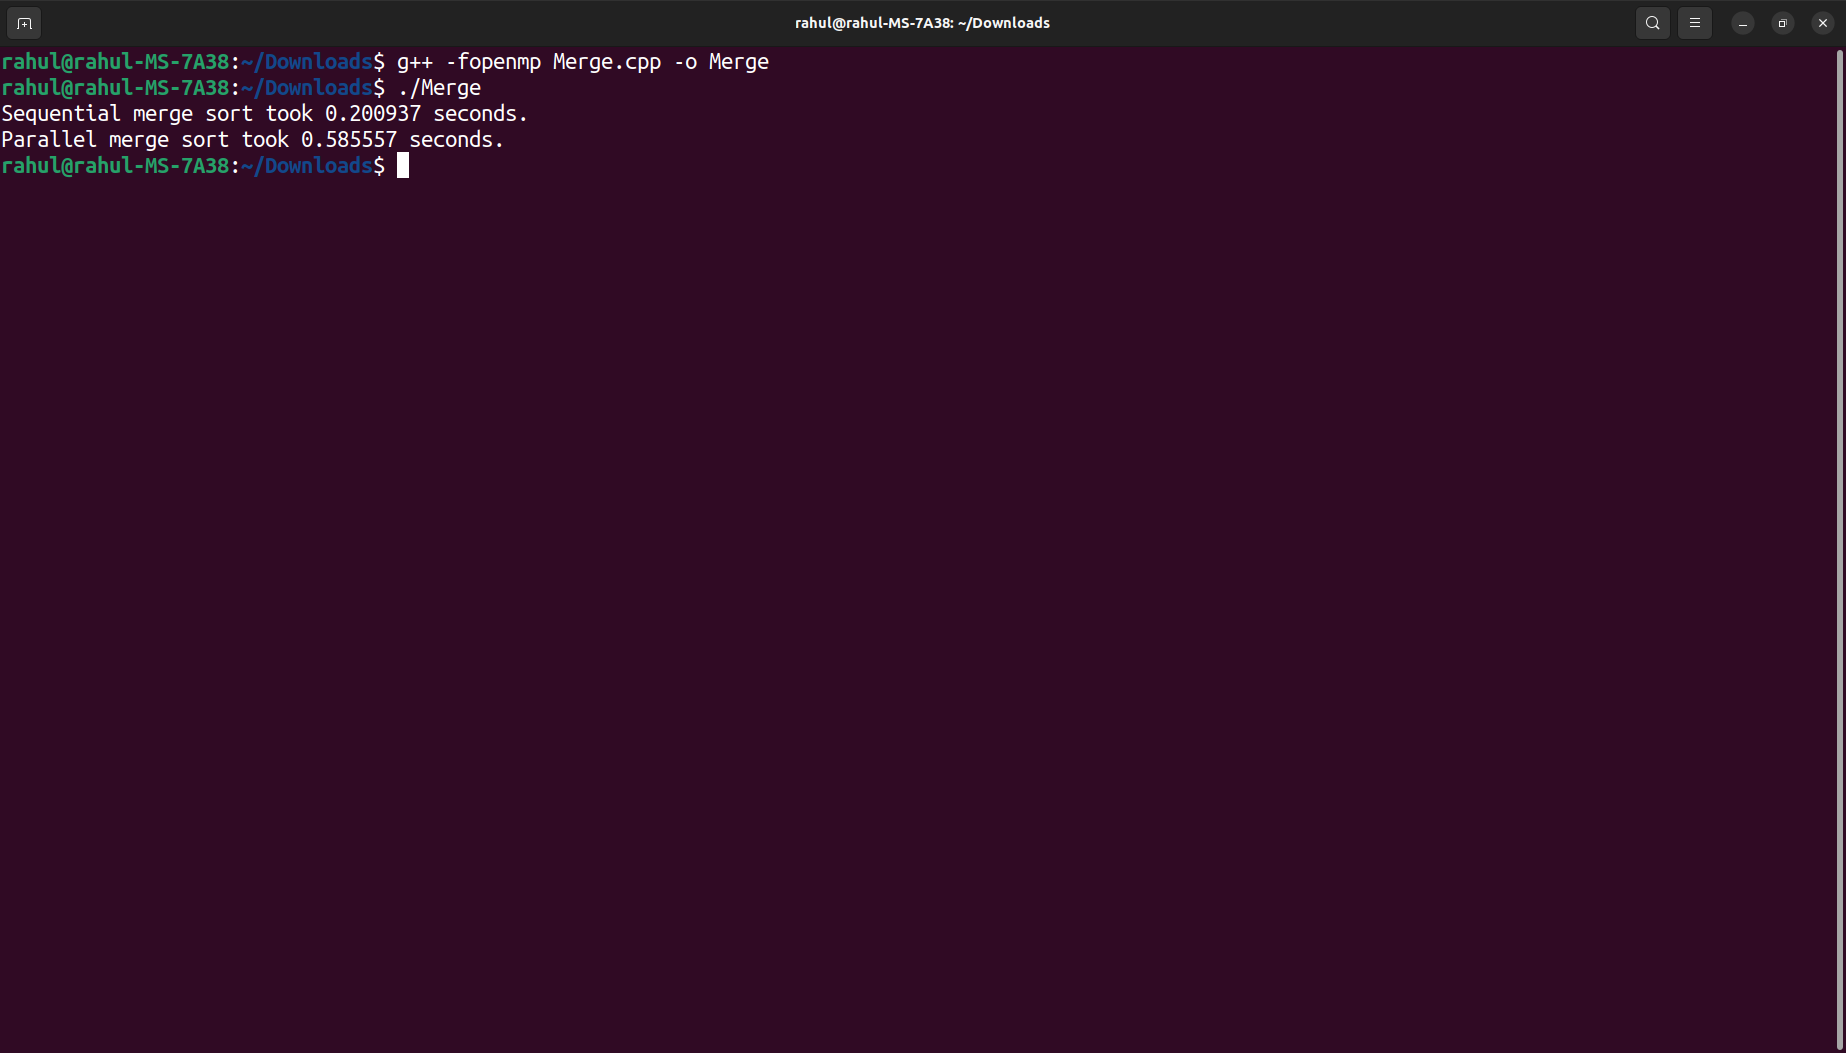 rahul@rahul-MS-7A38: ~/Downloads
rahul@rahul-MS-7A38:~/Downloads$ g++ -fopenmp Merge.cpp -o Merge
rahul@rahul-MS-7A38:~/Downloads$ ./Merge
Sequential merge sort took 0.200937 seconds.
Parallel merge sort took 0.585557 seconds.
rahul@rahul-MS-7A38:~/Downloads$